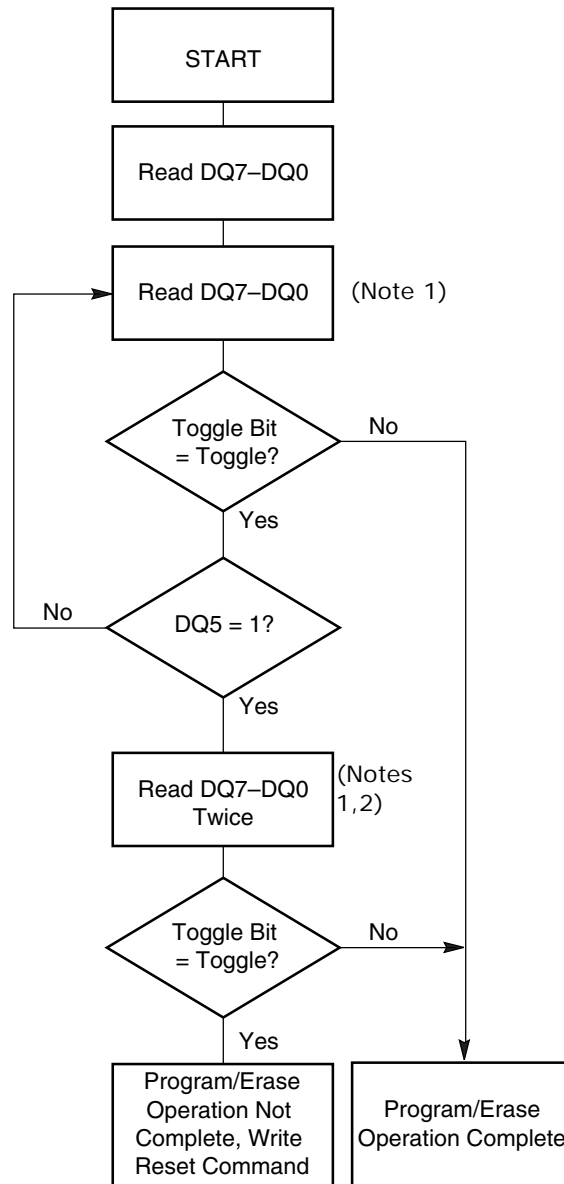 START
Read DQ7–DQ0
Read DQ7–DQ0
(Note 1)
Toggle Bit
= Toggle?
No
Yes
No
DQ5 = 1?
Yes
Read DQ7–DQ0
Twice
(Notes
1,2)
Toggle Bit
= Toggle?
No
Yes
Program/Erase
Operation Not
Complete, Write
Reset Command
Program/Erase
Operation Complete